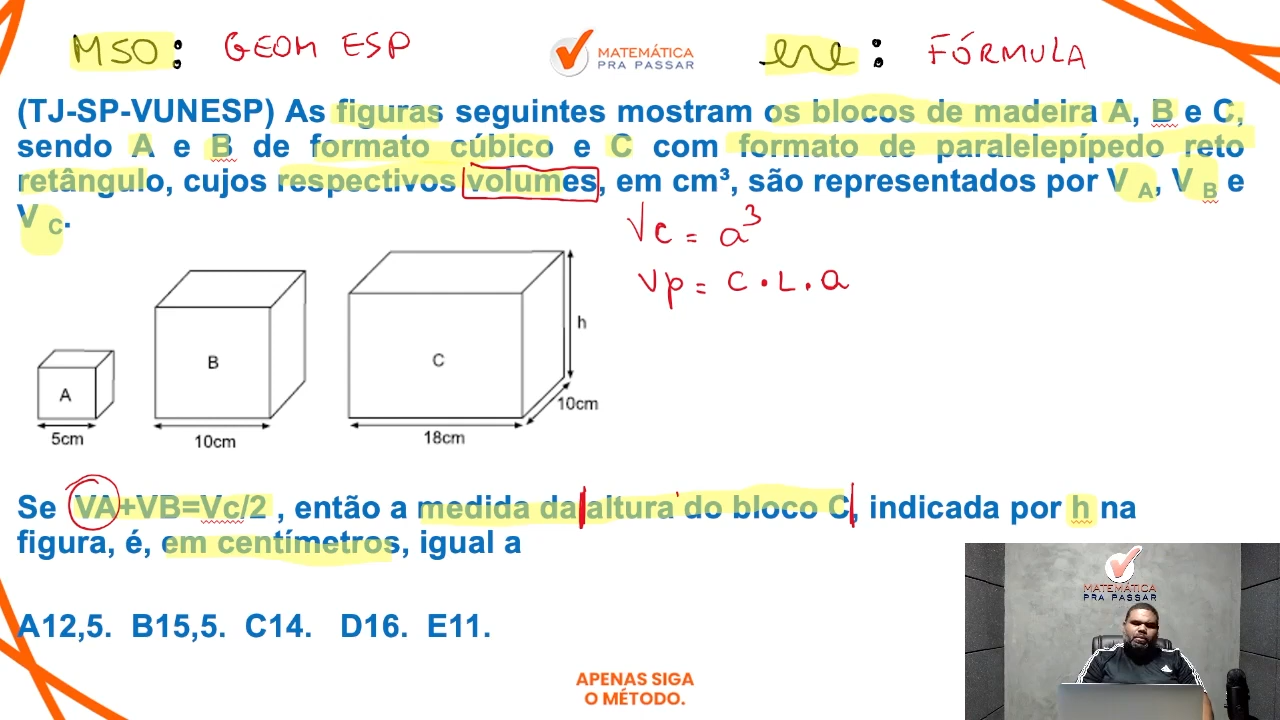 MSO: GEOM ESP
MATEMÁTICA
PRA PASSAR
ene: FÓRMULA
(TJ-SP-VUNESP) As figuras seguintes mostram os blocos de madeira A, B e C,
sendo A e B de formato cúbico e C com formato de paralelepípedo reto
retângulo, cujos respectivos volumes, em cm³, são representados por V A, V B e
V C.
Vc = a³
Vp = C . L . a
A
5cm
B
10cm
C
h
10cm
18cm
Se VA+VB=Vc/2 , então a medida da altura do bloco C, indicada por h na
figura, é, em centímetros, igual a
A12,5. B15,5. C14. D16. E11.
MATEMÁTICA
PRA PASSAR
APENAS SIGA
O MÉTODO.